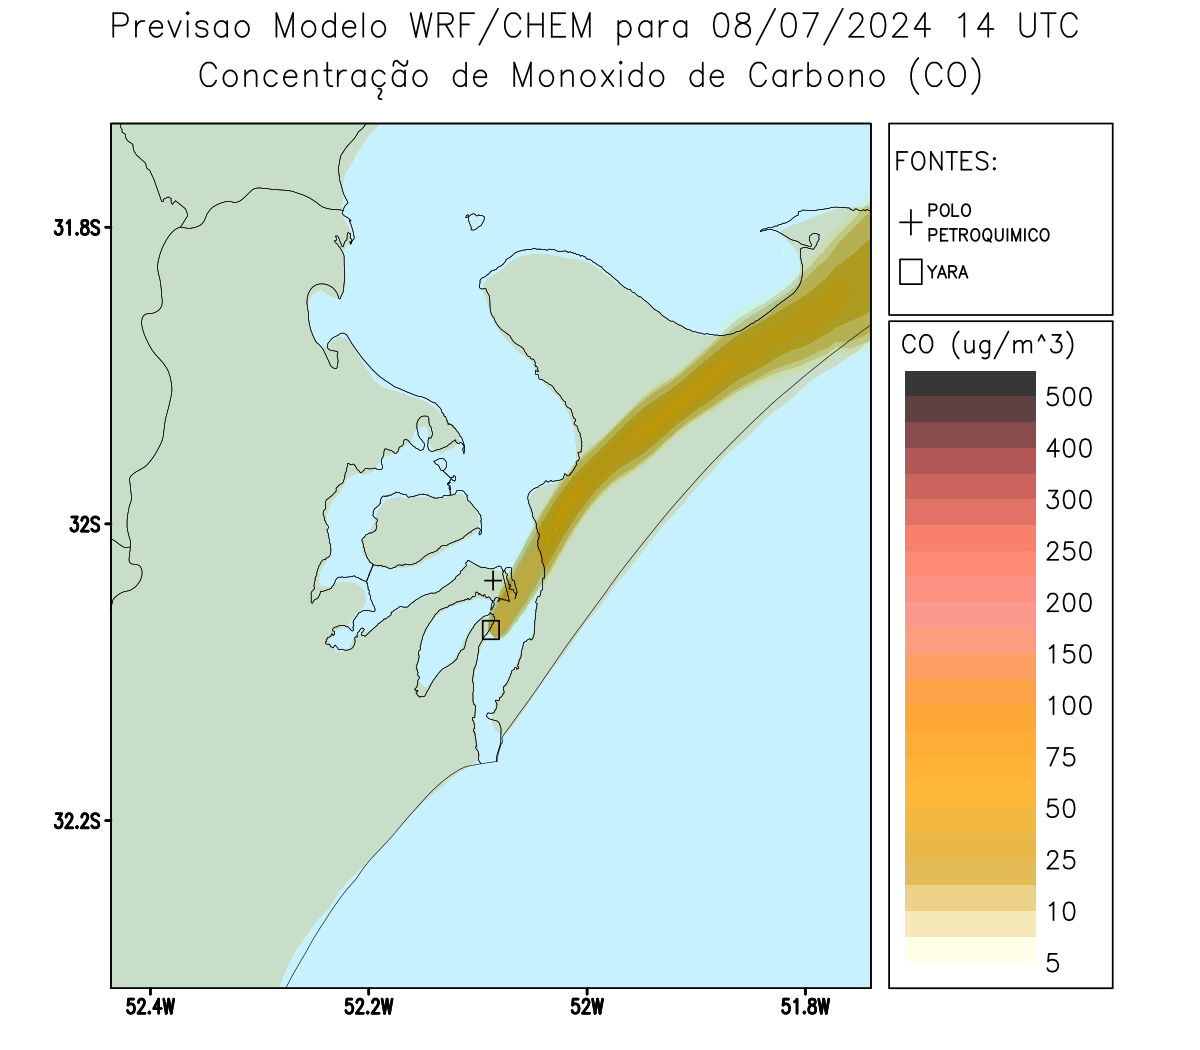 Previsao Modelo WRF/CHEM para 08/07/2024 14 UTC
Concentração de Monoxido de Carbono (CO)
FONTES:
POLO
PETROQUIMICO
YARA
CO (ug/m^3)
500
400
300
250
200
150
100
75
50
25
10
5
31.8S
32S
32.2S
52.4W
52.2W
52W
51.8W